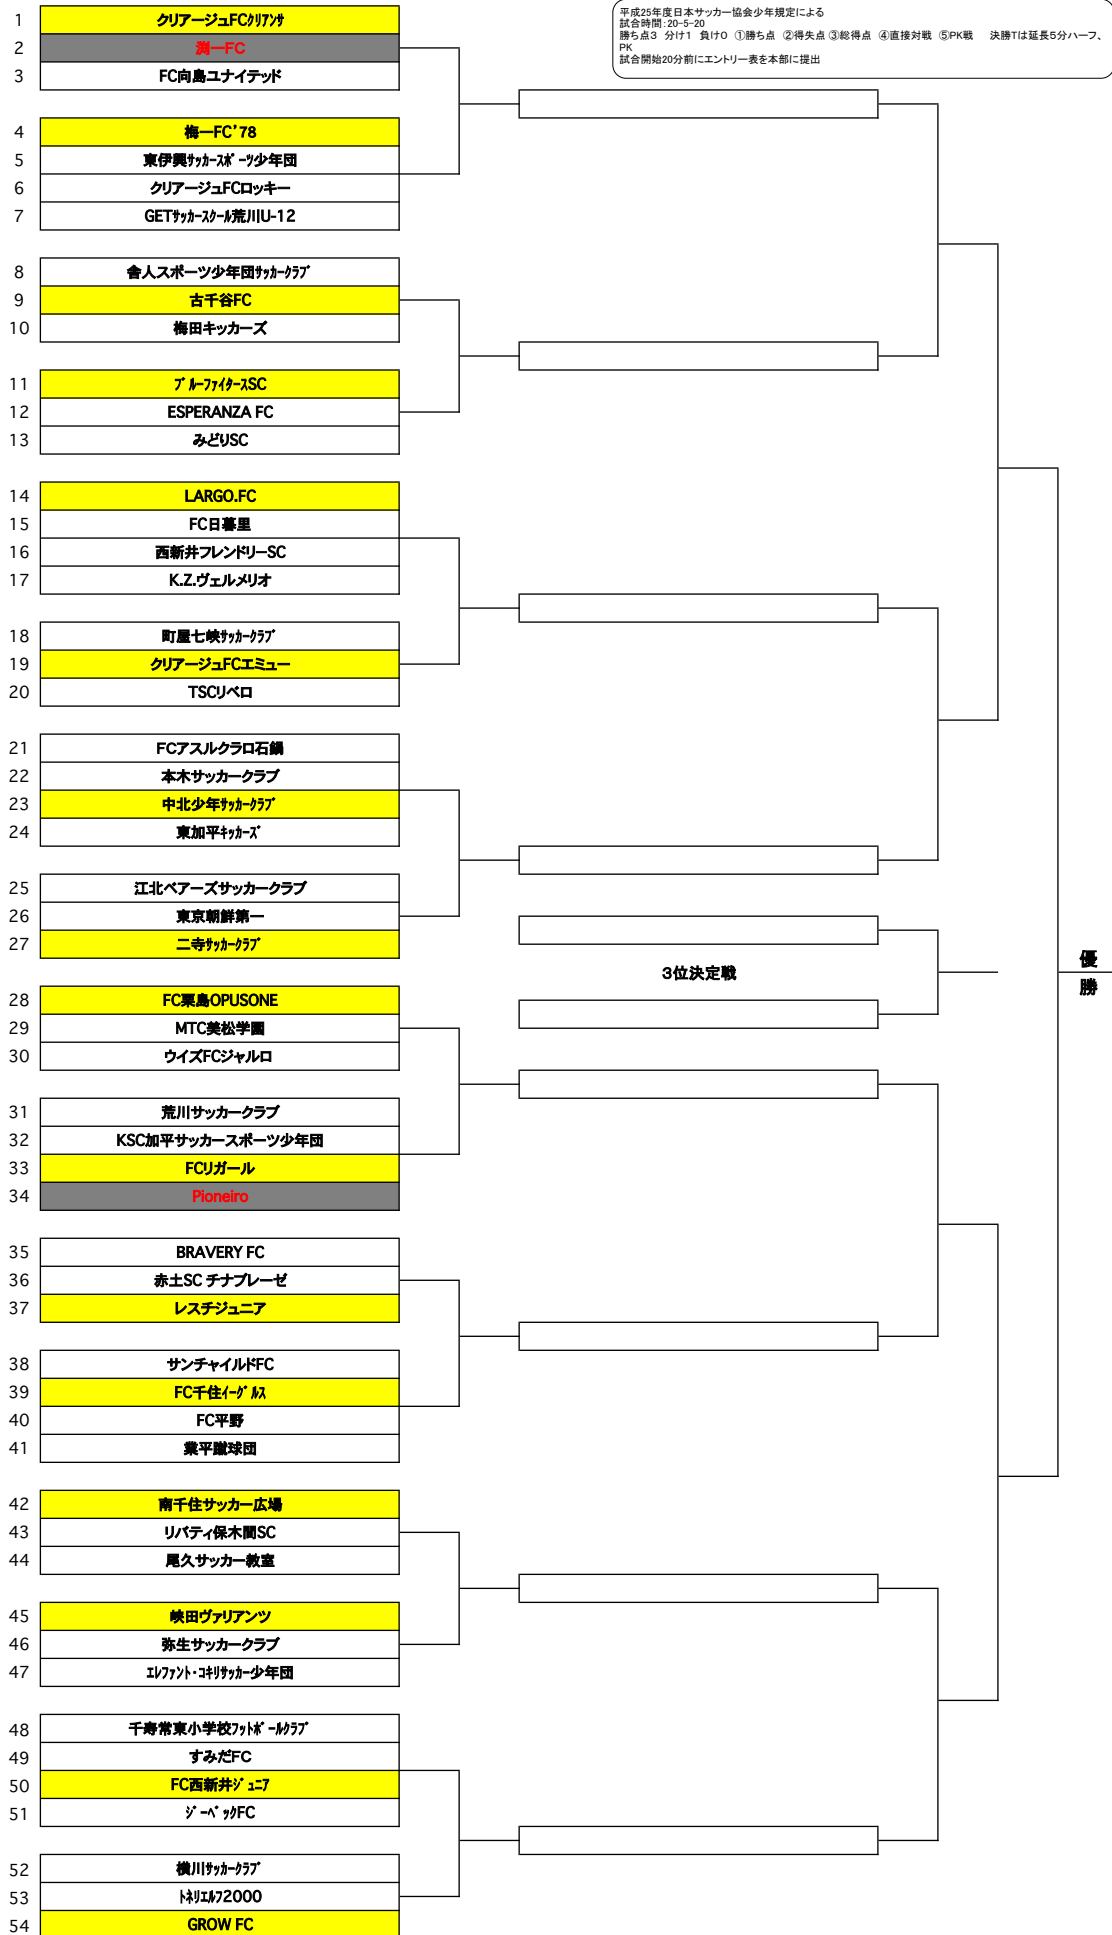 平成25年度日本サッカー協会少年規定による
試合時間:20-5-20
勝ち点3 分け1 負け0 ①勝ち点 ②得失点 ③総得点 ④直接対戦 ⑤PK戦 決勝Tは延長5分ハーフ、
PK
試合開始20分前にエントリー表を本部に提出
1 クリアージュFCクリアンサ
2 渕一FC
3 FC向島ユナイテッド
4 梅一FC'78
5 東伊興サッカースポーツ少年団
6 クリアージュFCロッキー
7 GETサッカースクール荒川U-12
8 舎人スポーツ少年団サッカークラブ
9 古千谷FC
10 梅田キッカーズ
11 ブルーファイタースSC
12 ESPERANZA FC
13 みどりSC
14 LARGO.FC
15 FC日暮里
16 西新井フレンドリーSC
17 K.Z.ヴェルメリオ
18 町屋七峡サッカークラブ
19 クリアージュFCエミュー
20 TSCリベロ
21 FCアスルクラロ石鍋
22 本木サッカークラブ
23 中北少年サッカークラブ
24 東加平キッカーズ
25 江北ベアーズサッカークラブ
26 東京朝鮮第一
27 二寺サッカークラブ
3位決定戦
優
勝
28 FC栗島OPUSONE
29 MTC美松学園
30 ウイズFCジャルロ
31 荒川サッカークラブ
32 KSC加平サッカースポーツ少年団
33 FCリガール
34 Pioneiro
35 BRAVERY FC
36 赤土SC チナブレーゼ
37 レスチジュニア
38 サンチャイルドFC
39 FC千住イーグルス
40 FC平野
41 業平蹴球団
42 南千住サッカー広場
43 リバティ保木間SC
44 尾久サッカー教室
45 峡田ヴァリアンツ
46 弥生サッカークラブ
47 エレファント・コキリサッカー少年団
48 千寿常東小学校フットボールクラブ
49 すみだFC
50 FC西新井ジュニア
51 ジーベックFC
52 横川サッカークラブ
53 トネリエルフ2000
54 GROW FC